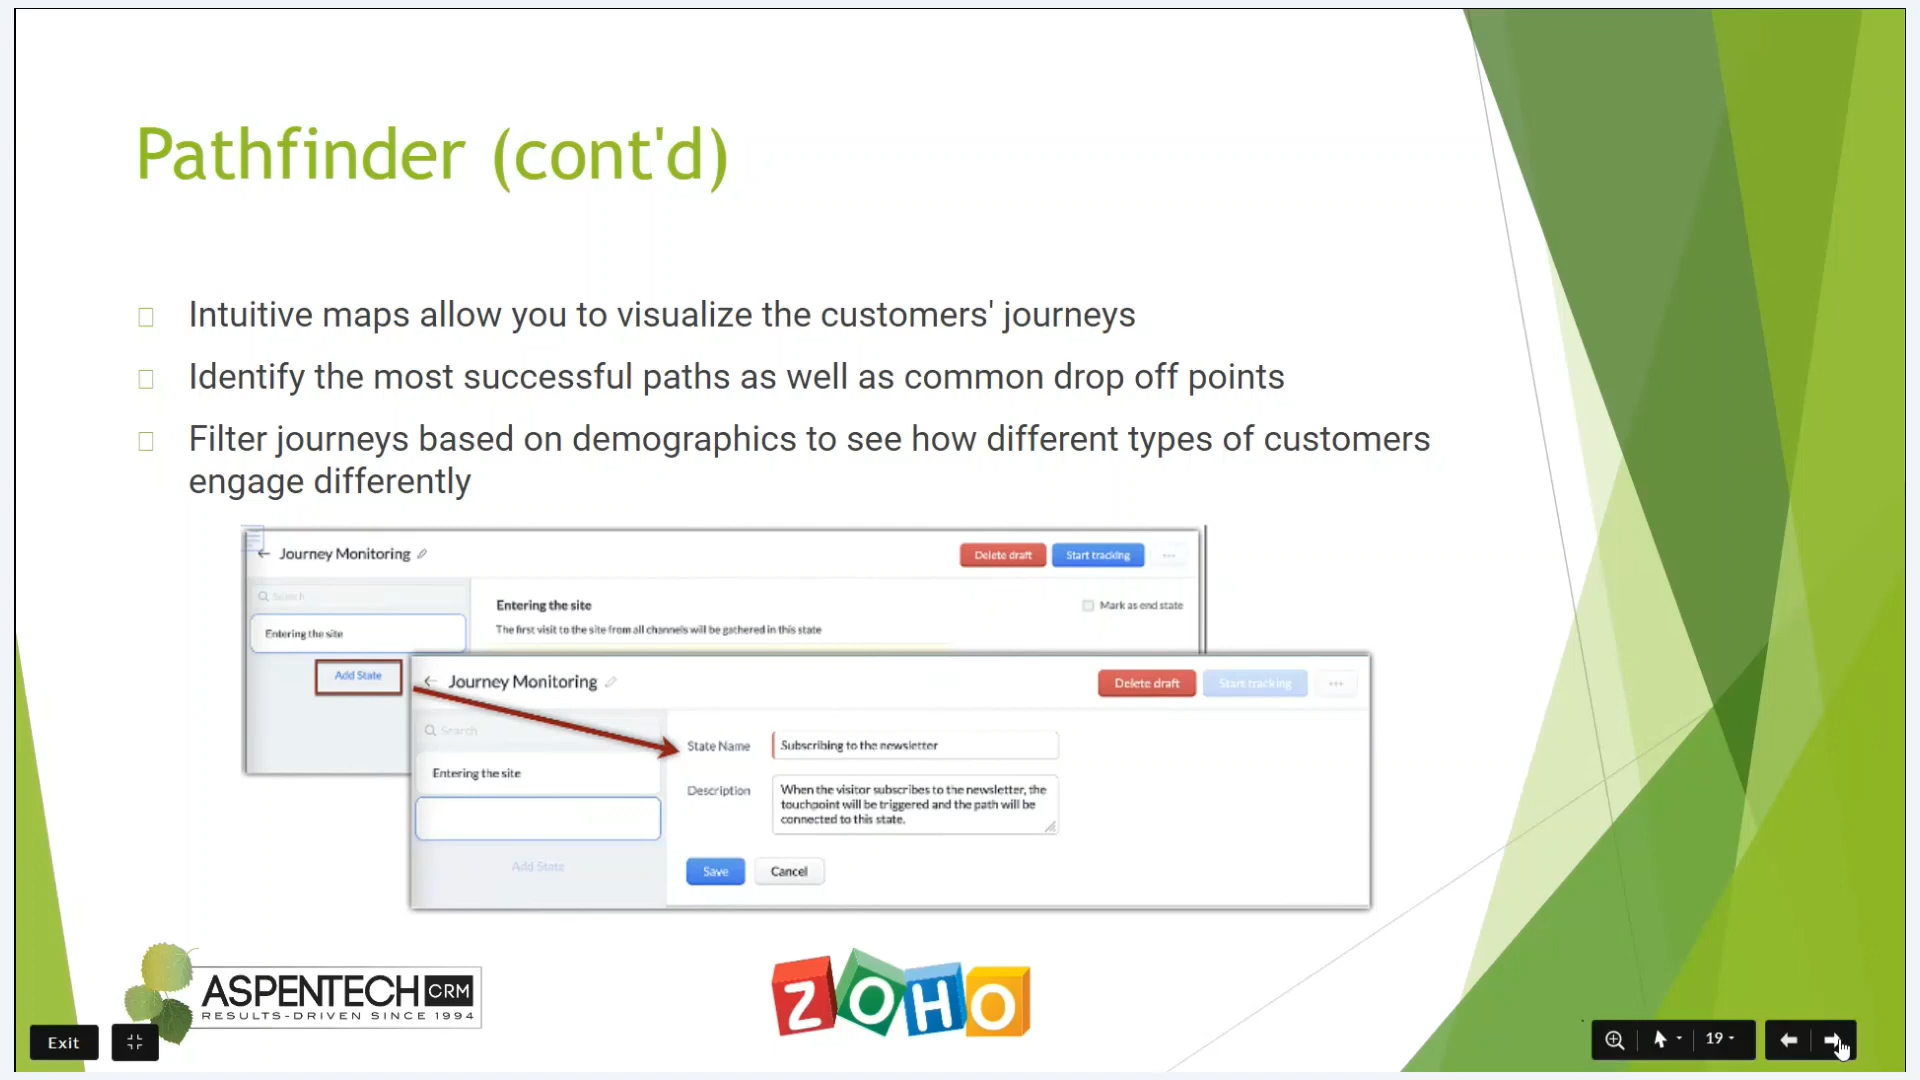 Pathfinder (cont'd)
Intuitive maps allow you to visualize the customers' journeys
Identify the most successful paths as well as common drop off points
Filter journeys based on demographics to see how different types of customers
engage differently
Journey Monitoring
Delete draft
Start tracking
Search
Entering the site
Entering the site
Mark as end state
The first visit to the site from all channels will be gathered in this state
Add State
Journey Monitoring
Delete draft
Start tracking
Search
State Name
Subscribing to the newsletter
Entering the site
Description
When the visitor subscribes to the newsletter, the
touchpoint will be triggered and the path will be
connected to this state.
Add State
Save
Cancel
ASPENTECH CRM
RESULTS-DRIVEN SINCE 1994
ZOHO
Exit
19